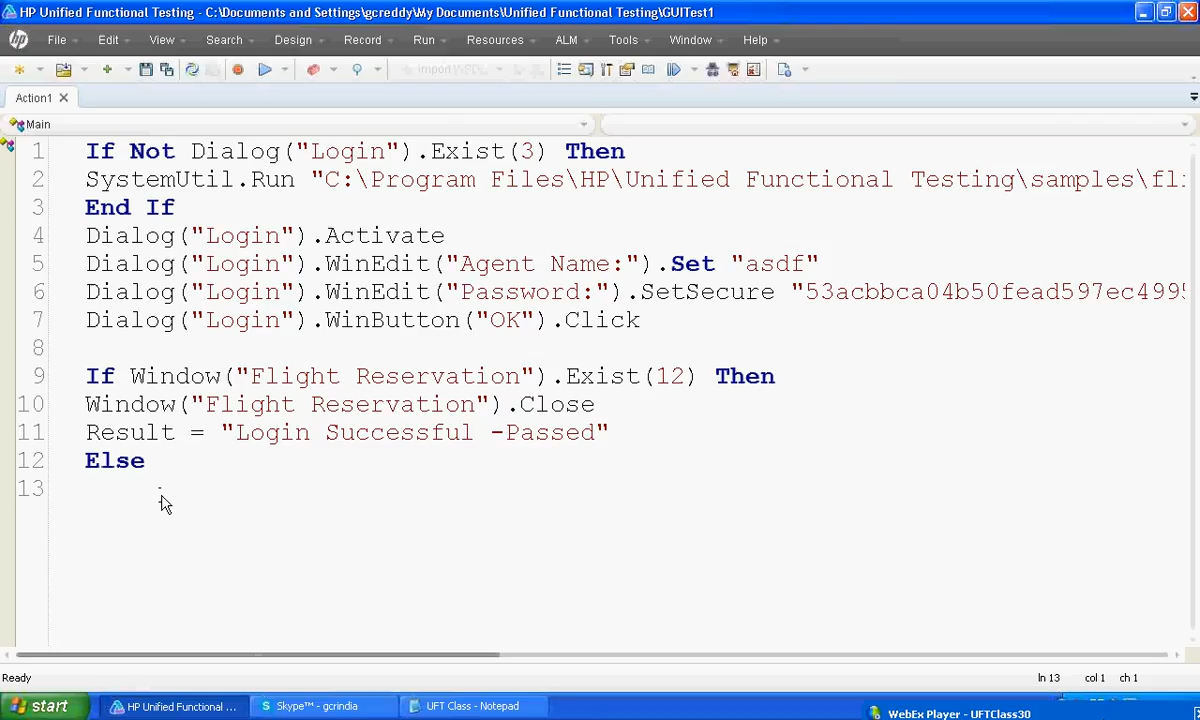 HP Unified Functional Testing - C:\Documents and Settings\gcreddy\My Documents\Unified Functional Testing\GUITest1
hp File Edit View Search Design Record Run Resources ALM Tools Window Help
Action1
Main
1 If Not Dialog("Login").Exist(3) Then
2 SystemUtil.Run "C:\Program Files\HP\Unified Functional Testing\samples\fli
3 End If
4 Dialog("Login").Activate
5 Dialog("Login").WinEdit("Agent Name:").Set "asdf"
6 Dialog("Login").WinEdit("Password:").SetSecure "53acbbca04b50fead597ec4995
7 Dialog("Login").WinButton("OK").Click
8
9 If Window("Flight Reservation").Exist(12) Then
10 Window("Flight Reservation").Close
11 Result = "Login Successful -Passed"
12 Else
13
Ready ln 13 col 1 ch 1
start HP Unified Functional ... Skype™ - gcrindia UFT Class - Notepad
WebEx Player - UFTClass30